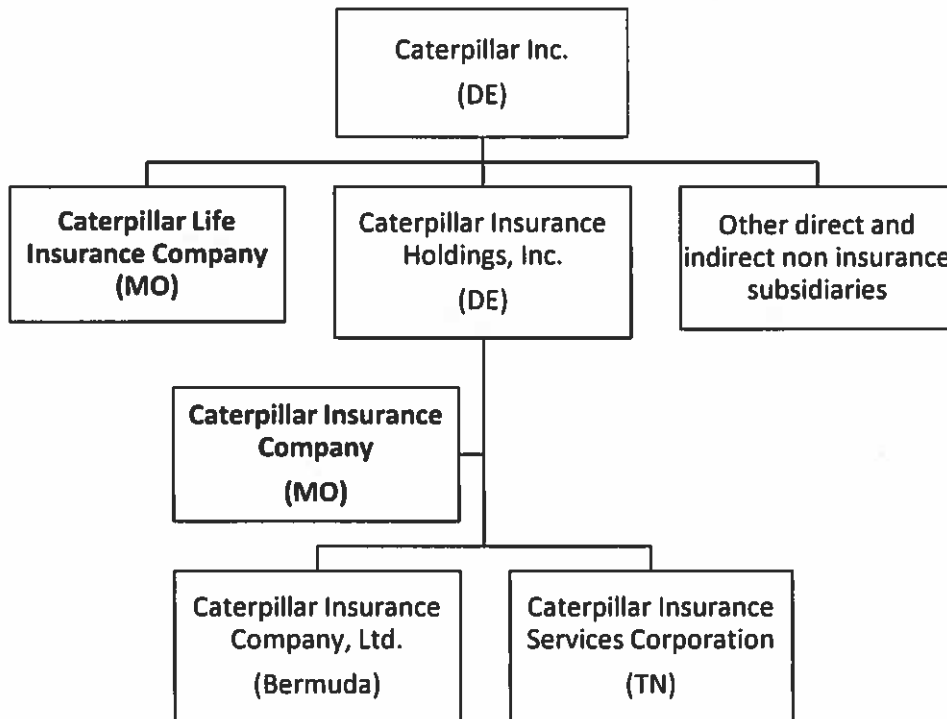 Caterpillar Inc.
(DE)
Caterpillar Life
Insurance Company
(MO)
Caterpillar Insurance
Holdings, Inc.
(DE)
Other direct and
indirect non insurance
subsidiaries
Caterpillar Insurance
Company
(MO)
Caterpillar Insurance
Company, Ltd.
(Bermuda)
Caterpillar Insurance
Services Corporation
(TN)